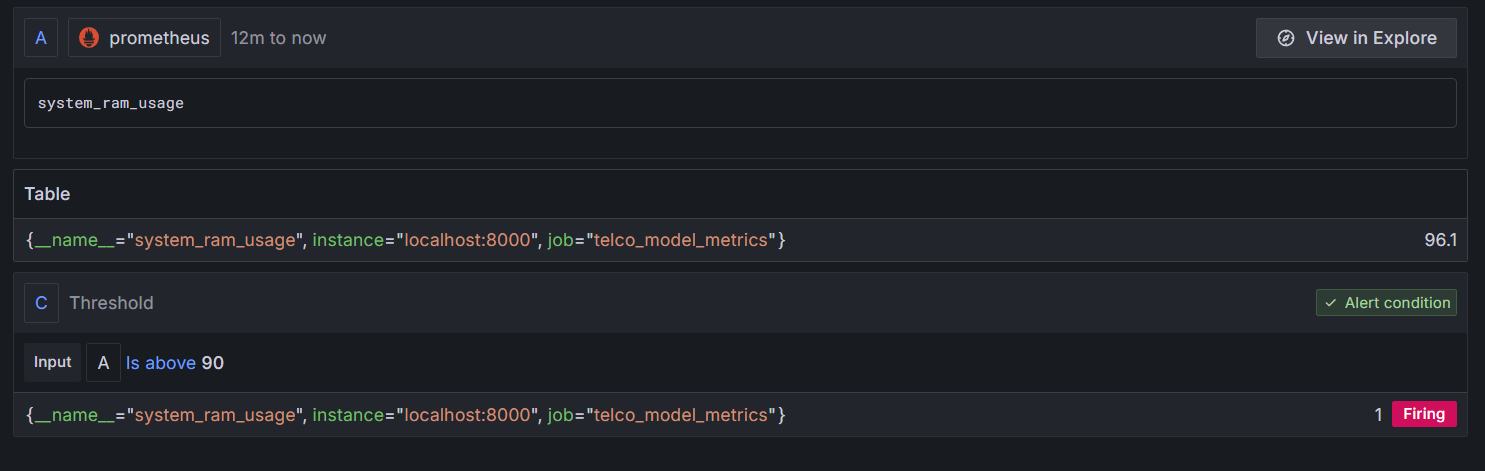 A prometheus 12m to now View in Explore
system_ram_usage
Table
{__name__="system_ram_usage", instance="localhost:8000", job="telco_model_metrics"} 96.1
C Threshold Alert condition
Input A Is above 90
{__name__="system_ram_usage", instance="localhost:8000", job="telco_model_metrics"} 1 Firing